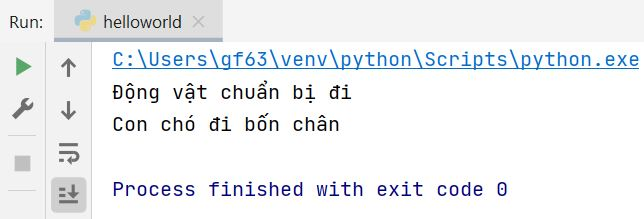 Run: helloworld
C:\Users\gf63\venv\python\Scripts\python.exe
Động vật chuẩn bị đi
Con chó đi bốn chân
Process finished with exit code 0